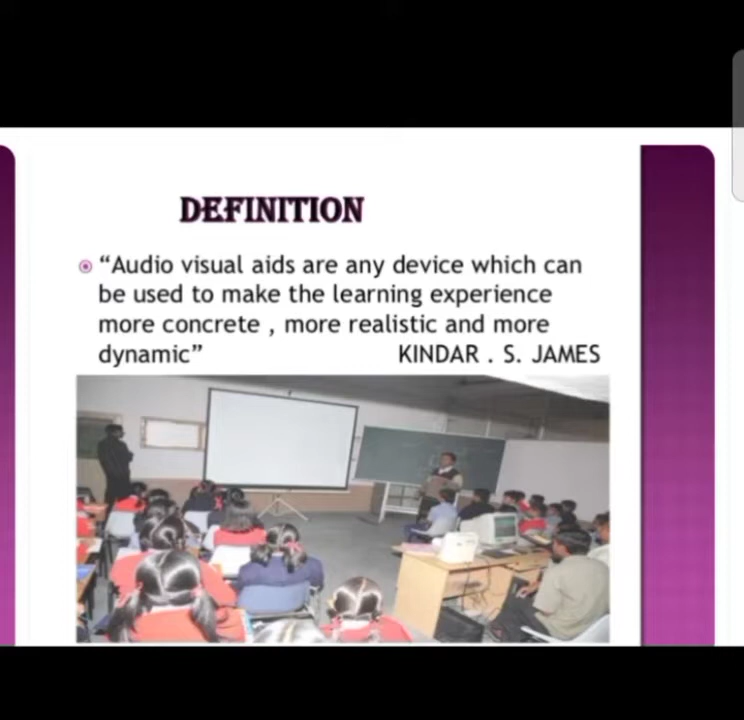 DEFINITION
“Audio visual aids are any device which can
be used to make the learning experience
more concrete , more realistic and more
dynamic” KINDAR . S. JAMES